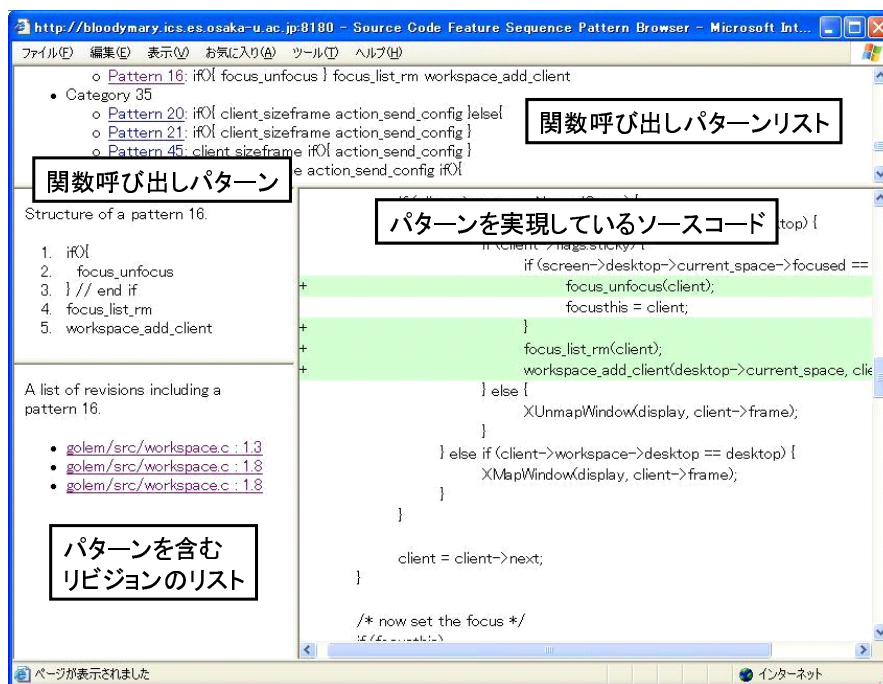 http://bloodymary.ics.es.osaka-u.ac.jp:8180 - Source Code Feature Sequence Pattern Browser - Microsoft Int...
ファイル(F) 編集(E) 表示(V) お気に入り(A) ツール(T) ヘルプ(H)
Pattern 16: if(){ focus_unfocus } focus_list_rm workspace_add_client
Category 35
Pattern 20: if(){ client_sizeframe action_send_config }else{
Pattern 21: if(){ client_sizeframe action_send_config }
Pattern 45: client_sizeframe if(){ action_send_config }
action_send_config if(){
関数呼び出しパターンリスト
関数呼び出しパターン
Structure of a pattern 16.
1. if(){
2. focus_unfocus
3. } // end if
4. focus_list_rm
5. workspace_add_client
A list of revisions including a
pattern 16.
golem/src/workspace.c : 1.3
golem/src/workspace.c : 1.8
golem/src/workspace.c : 1.8
パターンを含む
リビジョンのリスト
パターンを実現しているソースコード
top) {
if (screen->desktop->current_space->focused ==
+ focus_unfocus(client);
focusthis = client;
+ }
+ focus_list_rm(client);
+ workspace_add_client(desktop->current_space, clie
} else {
XUnmapWindow(display, client->frame);
}
} else if (client->workspace->desktop == desktop) {
XMapWindow(display, client->frame);
}
}
client = client->next;
}
/* now set the focus */
if (focusthis)
ページが表示されました
インターネット